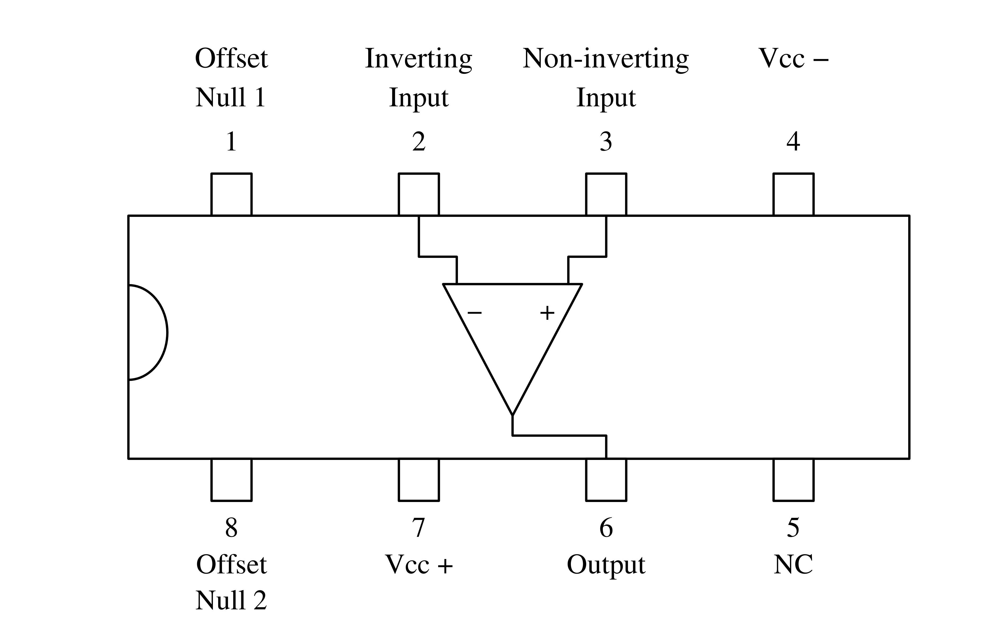 Offset Inverting Non-inverting Vcc −
Null 1 Input Input
1 2 3 4
− +
8 7 6 5
Offset Vcc + Output NC
Null 2